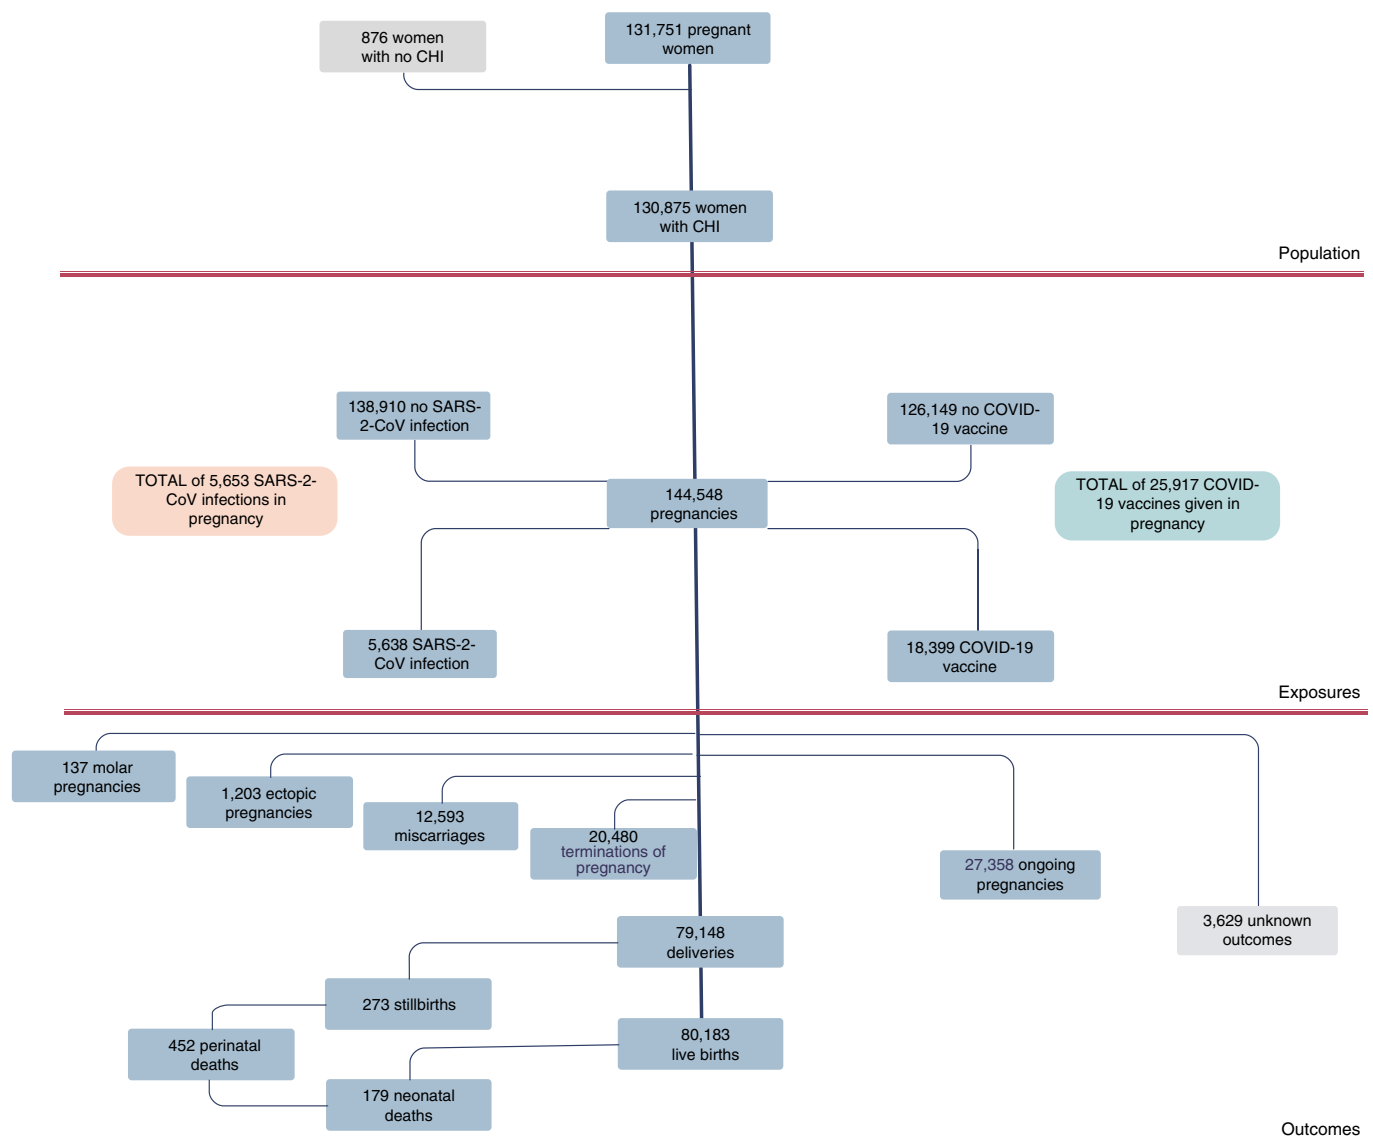 876 women
with no CHI
131,751 pregnant
women
130,875 women
with CHI
Population
138,910 no SARS-
2-CoV infection
126,149 no COVID-
19 vaccine
TOTAL of 5,653 SARS-2-
CoV infections in
pregnancy
144,548
pregnancies
TOTAL of 25,917 COVID-
19 vaccines given in
pregnancy
5,638 SARS-2-
CoV infection
18,399 COVID-19
vaccine
Exposures
137 molar
pregnancies
1,203 ectopic
pregnancies
12,593
miscarriages
20,480
terminations of
pregnancy
27,358 ongoing
pregnancies
3,629 unknown
outcomes
79,148
deliveries
273 stillbirths
80,183
live births
452 perinatal
deaths
179 neonatal
deaths
Outcomes